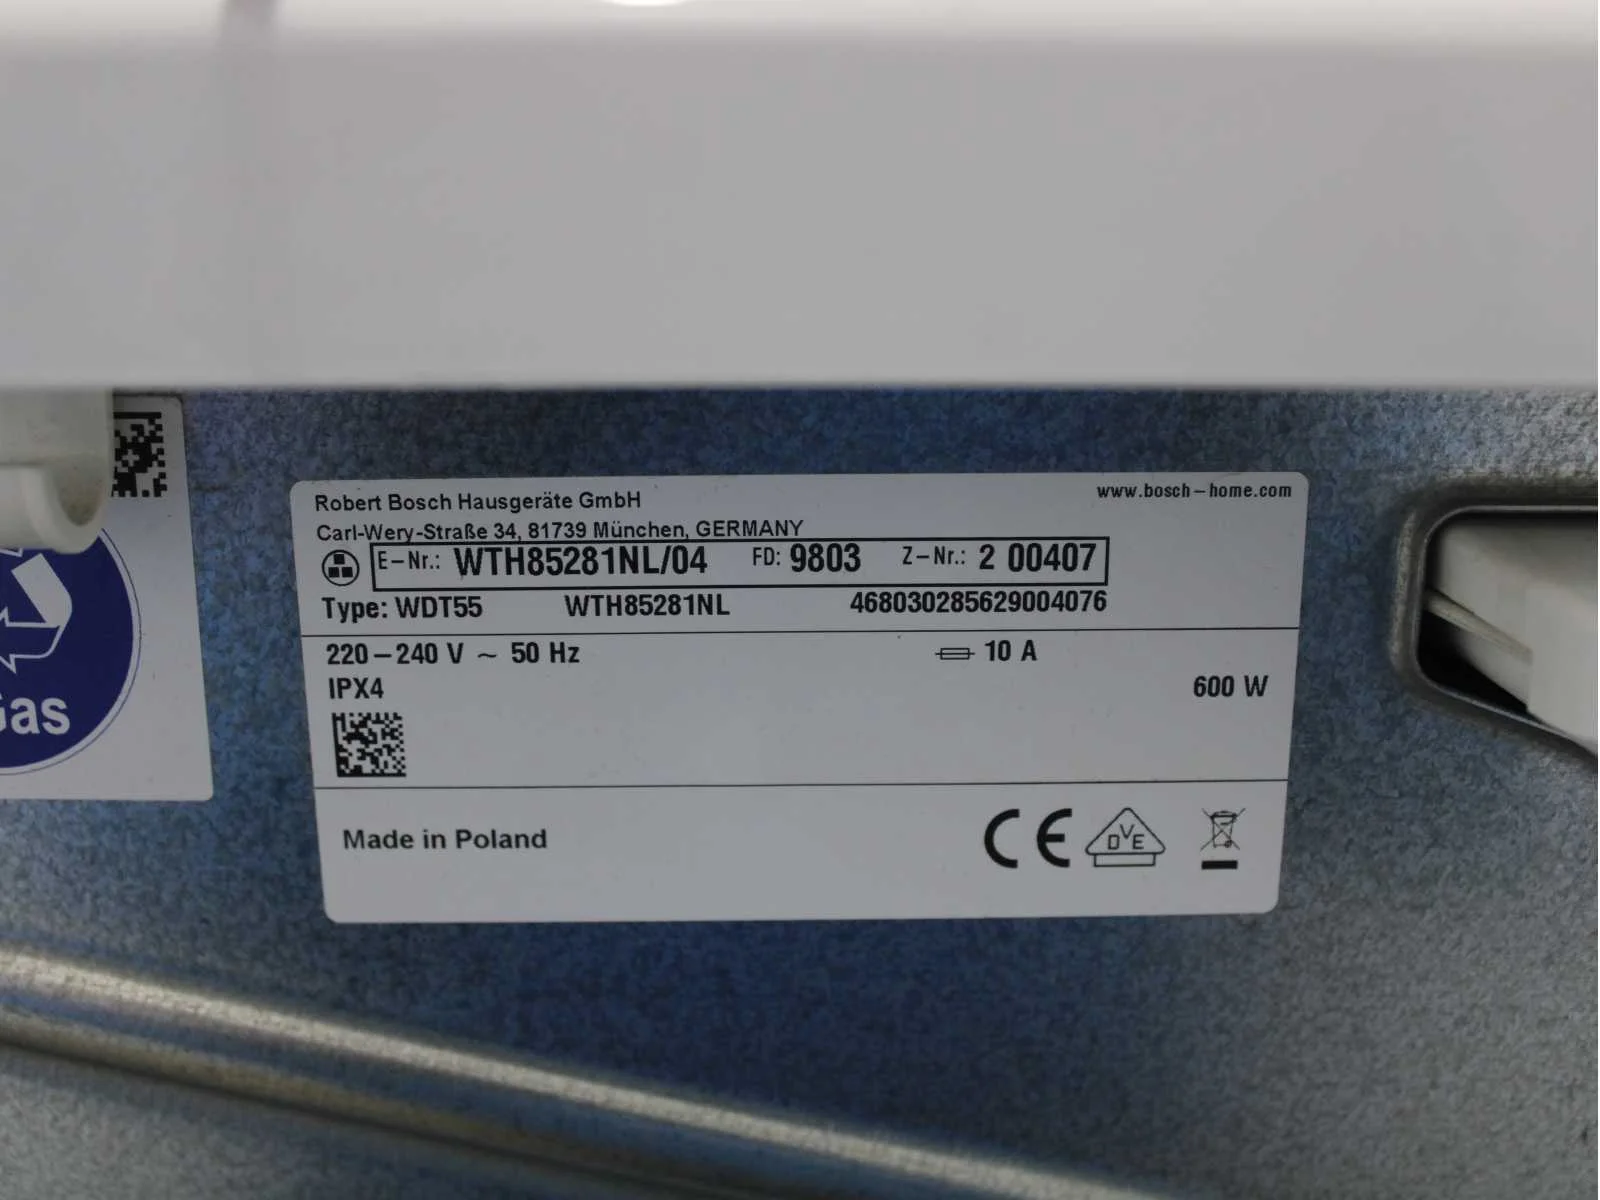 Robert Bosch Hausgeräte GmbH
www.bosch-home.com
Carl-Wery-Straße 34, 81739 München, GERMANY
E-Nr.: WTH85281NL/04 FD: 9803 Z-Nr.: 2 00407
Type: WDT55 WTH85281NL 468030285629004076
220-240 V ~ 50 Hz 10 A
IPX4
600 W
Made in Poland
CE
DVE
Gas